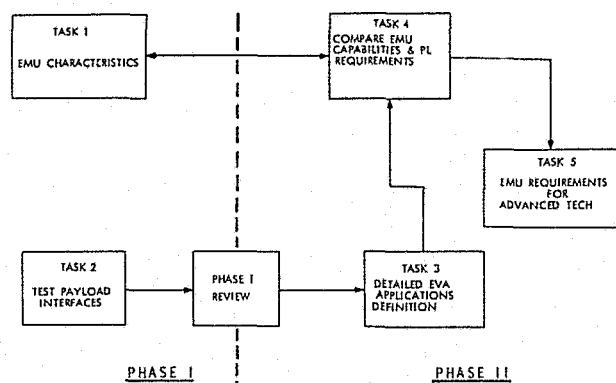 TASK 1
EMU CHARACTERISTICS
TASK 4
COMPARE EMU
CAPABILITIES & PL
REQUIREMENTS
TASK 5
EMU REQUIREMENTS
FOR
ADVANCED TECH
TASK 2
TEST PAYLOAD
INTERFACES
PHASE I
REVIEW
TASK 3
DETAILED EVA
APPLICATIONS
DEFINITION
PHASE I
PHASE II